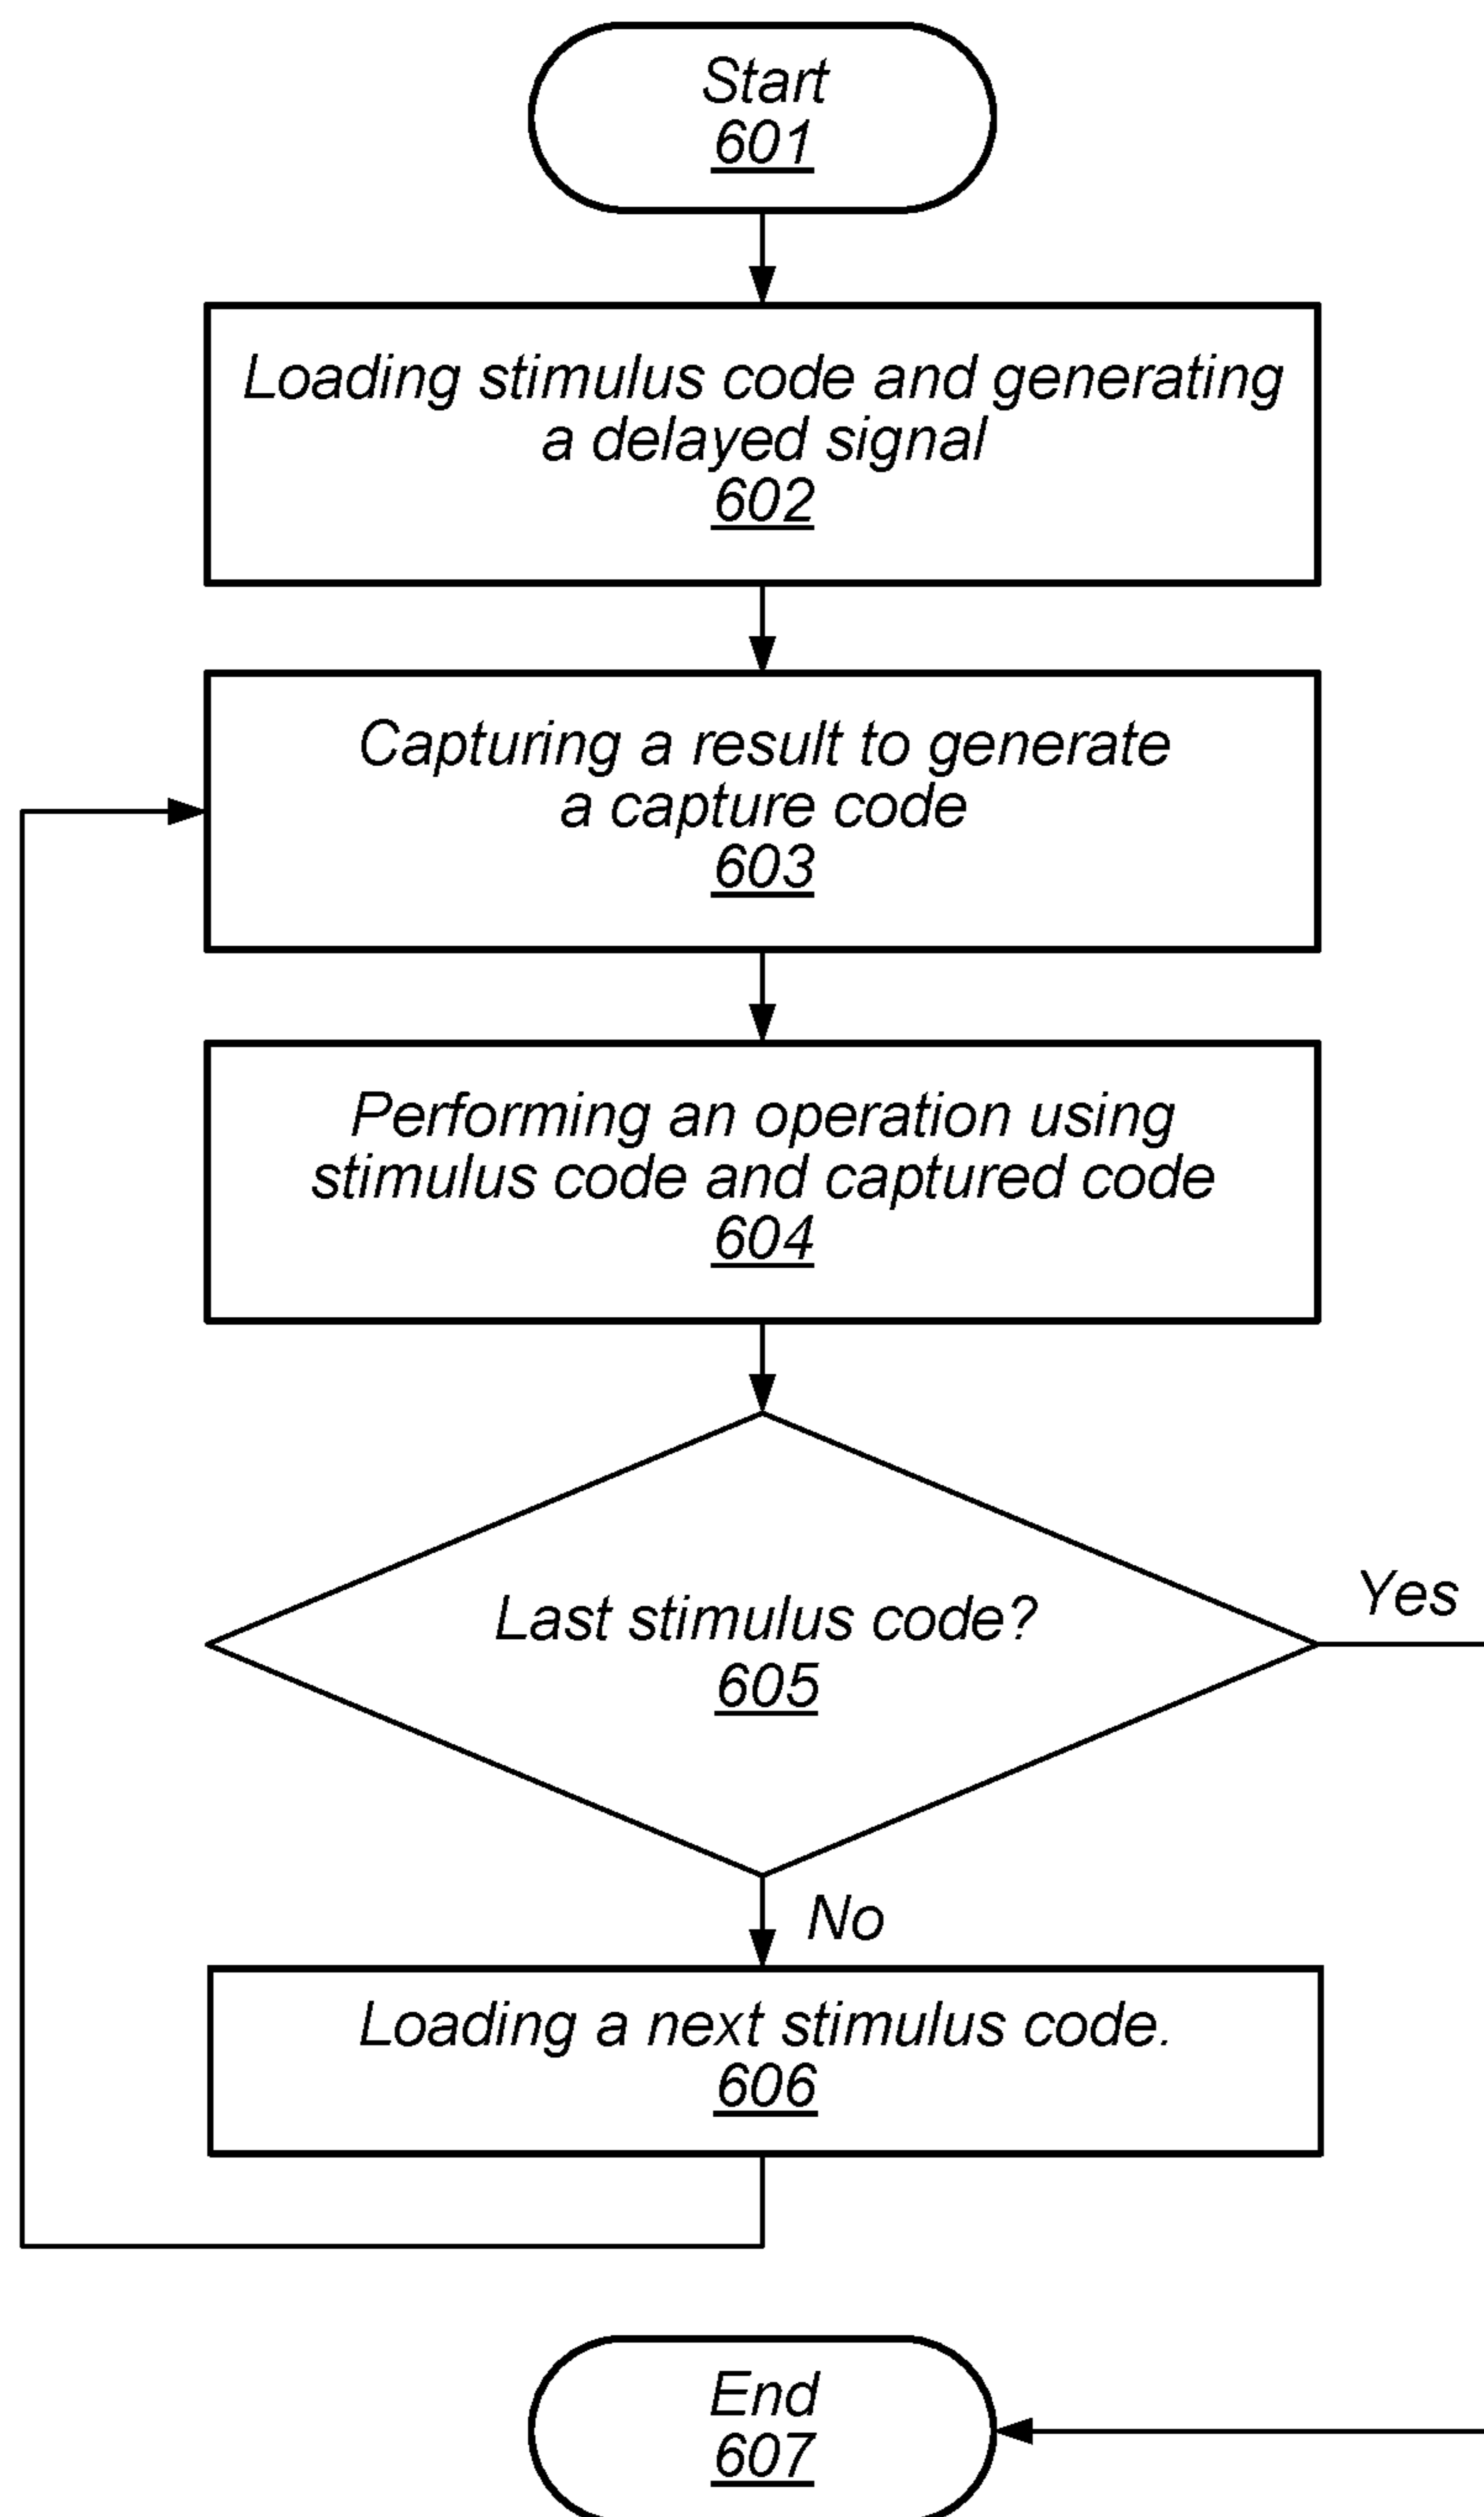 Start
601
Loading stimulus code and generating
a delayed signal
602
Capturing a result to generate
a capture code
603
Performing an operation using
stimulus code and captured code
604
Last stimulus code?
605
Yes
No
Loading a next stimulus code.
606
End
607